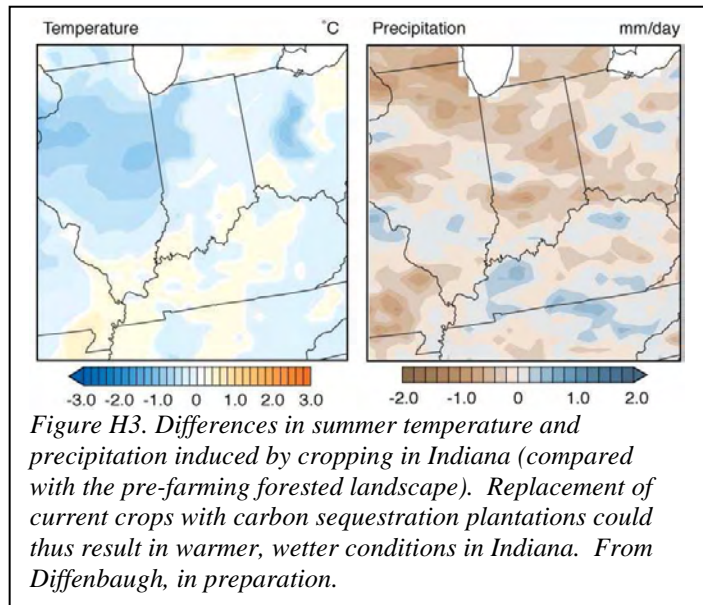 Temperature °C Precipitation mm/day
-3.0 -2.0 -1.0 0 1.0 2.0 3.0 -2.0 -1.0 0 1.0 2.0
Figure H3. Differences in summer temperature and
precipitation induced by cropping in Indiana (compared
with the pre-farming forested landscape). Replacement of
current crops with carbon sequestration plantations could
thus result in warmer, wetter conditions in Indiana. From
Diffenbaugh, in preparation.